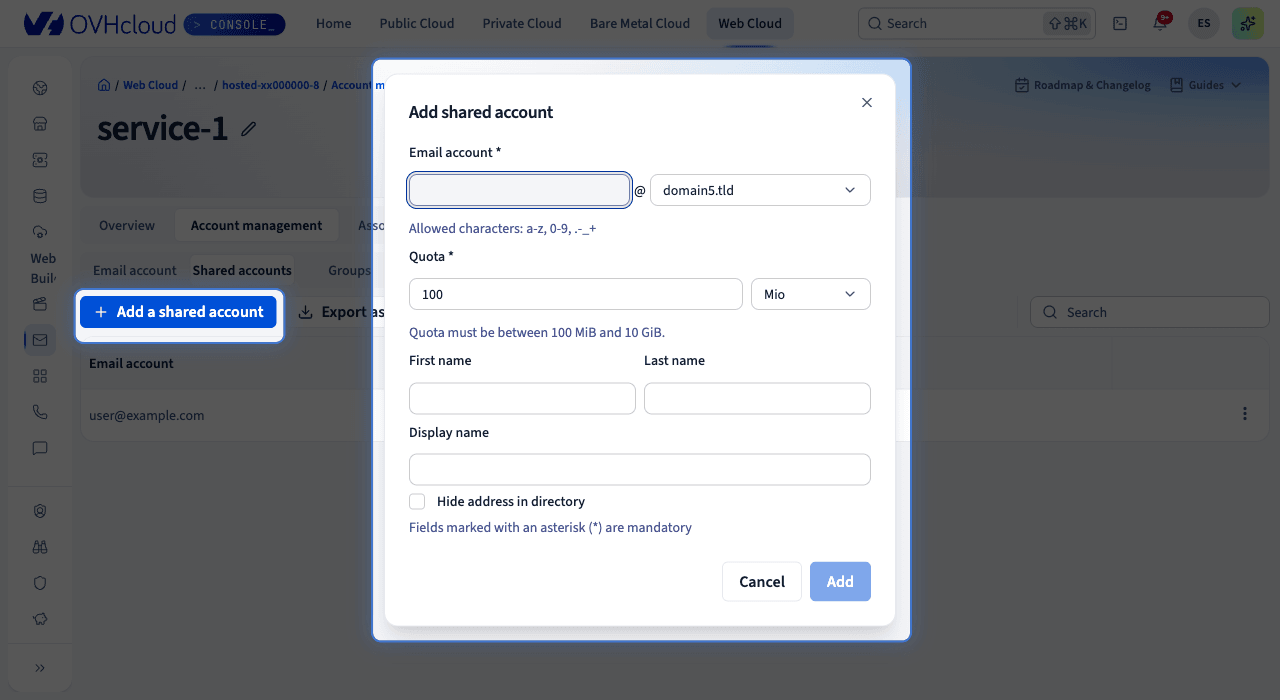 OVHcloud > CONSOLE_ Home Public Cloud Private Cloud Bare Metal Cloud Web Cloud Search ⇧⌘K 9+ ES
/ Web Cloud / ... / hosted-xx000000-8 / Account m
Roadmap & Changelog Guides
service-1
Overview Account management Asso
Email account Shared accounts Groups
Web
Buil
+ Add a shared account Export as Search
Email account
user@example.com
Add shared account
Email account *
@ domain5.tld
Allowed characters: a-z, 0-9, .-_+
Quota *
100 Mio
Quota must be between 100 MiB and 10 GiB.
First name Last name
Display name
Hide address in directory
Fields marked with an asterisk (*) are mandatory
Cancel Add